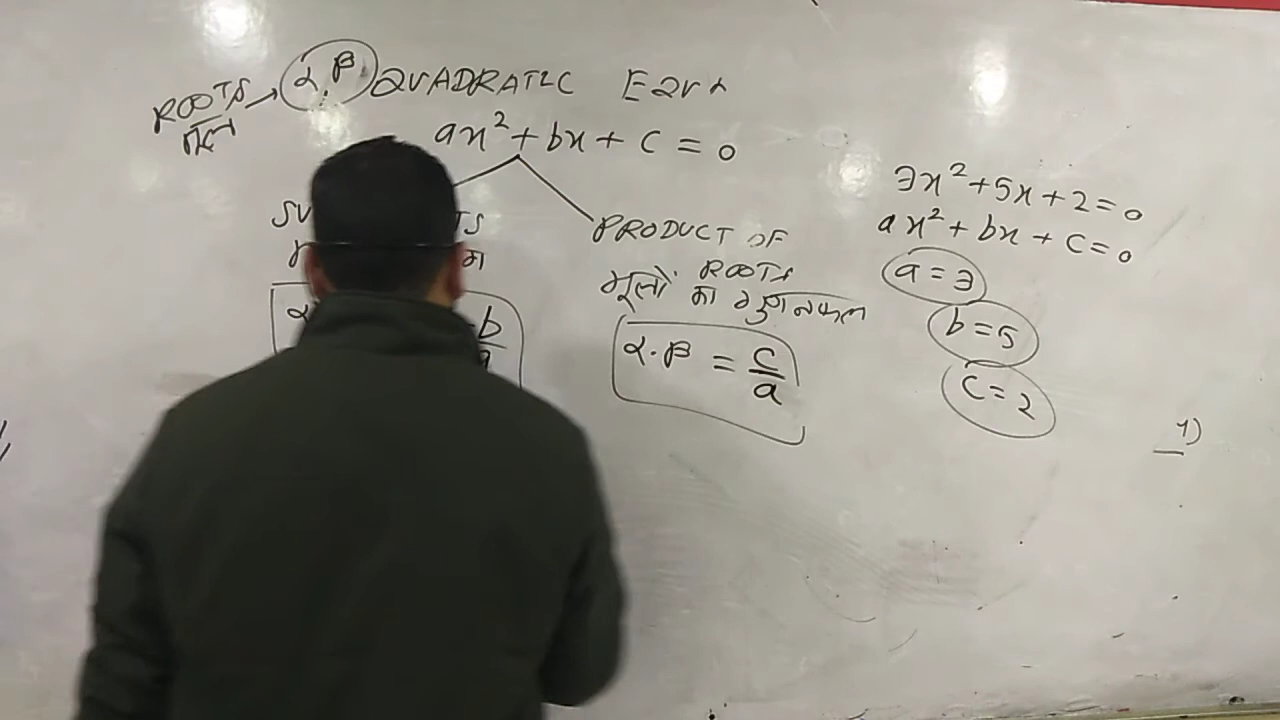 ROOTS → α, β QUADRATIC EQU
मूल
ax² + bx + c = 0
PRODUCT OF
ROOTS
मूलों का गुणनफल
-b
α·β = c/a
3x² + 5x + 2 = 0
ax² + bx + c = 0
a = 3
b = 5
c = 2
1)